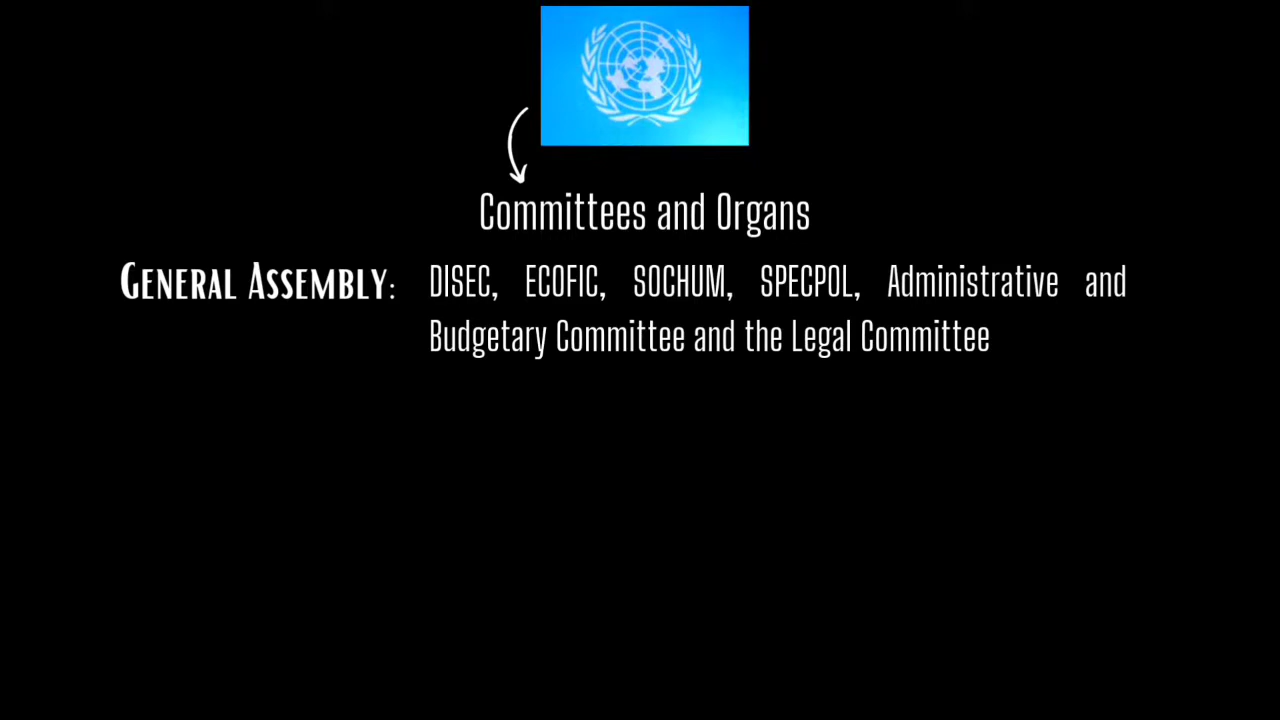 Committees and Organs
GENERAL ASSEMBLY: DISEC, ECOFIC, SOCHUM, SPECPOL, Administrative and
Budgetary Committee and the Legal Committee